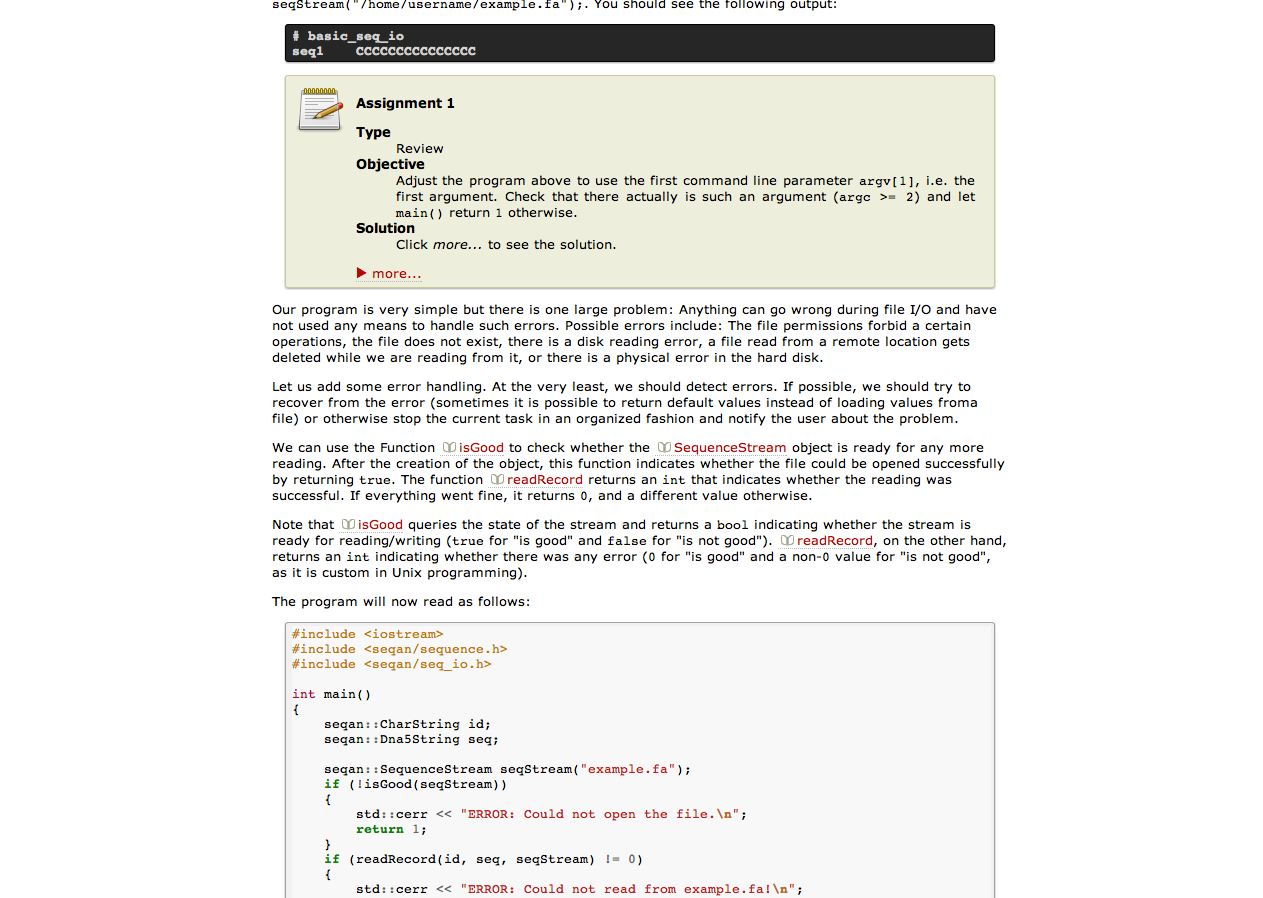 seqStream("/home/username/example.fa");. You should see the following output:
# basic_seq_io
seq1    CCCCCCCCCCCCCCC
Assignment 1
Type
Review
Objective
Adjust the program above to use the first command line parameter argv[1], i.e. the
first argument. Check that there actually is such an argument (argc >= 2) and let
main() return 1 otherwise.
Solution
Click more... to see the solution.
more...
Our program is very simple but there is one large problem: Anything can go wrong during file I/O and have
not used any means to handle such errors. Possible errors include: The file permissions forbid a certain
operations, the file does not exist, there is a disk reading error, a file read from a remote location gets
deleted while we are reading from it, or there is a physical error in the hard disk.
Let us add some error handling. At the very least, we should detect errors. If possible, we should try to
recover from the error (sometimes it is possible to return default values instead of loading values froma
file) or otherwise stop the current task in an organized fashion and notify the user about the problem.
We can use the Function isGood to check whether the SequenceStream object is ready for any more
reading. After the creation of the object, this function indicates whether the file could be opened successfully
by returning true. The function readRecord returns an int that indicates whether the reading was
successful. If everything went fine, it returns 0, and a different value otherwise.
Note that isGood queries the state of the stream and returns a bool indicating whether the stream is
ready for reading/writing (true for "is good" and false for "is not good"). readRecord, on the other hand,
returns an int indicating whether there was any error (0 for "is good" and a non-0 value for "is not good",
as it is custom in Unix programming).
The program will now read as follows:
#include <iostream>
#include <seqan/sequence.h>
#include <seqan/seq_io.h>
int main()
{
    seqan::CharString id;
    seqan::Dna5String seq;
    seqan::SequenceStream seqStream("example.fa");
    if (!isGood(seqStream))
    {
        std::cerr << "ERROR: Could not open the file.\n";
        return 1;
    }
    if (readRecord(id, seq, seqStream) != 0)
    {
        std::cerr << "ERROR: Could not read from example.fa!\n";